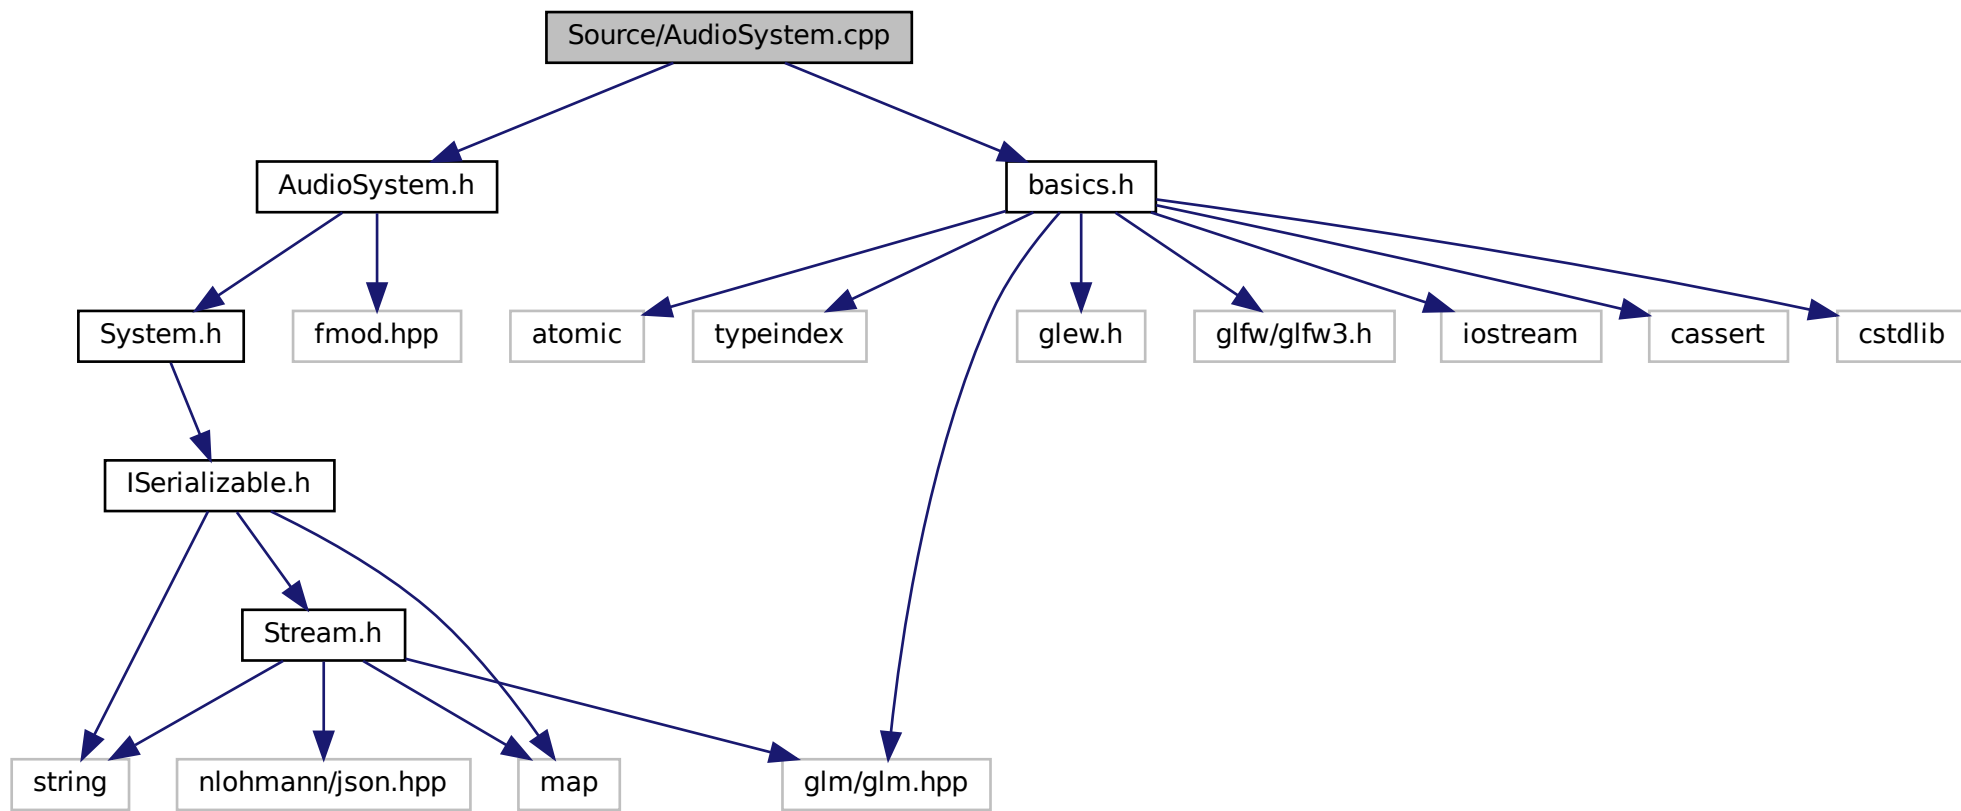 Source/AudioSystem.cpp
AudioSystem.h
basics.h
System.h
fmod.hpp
atomic
typeindex
glew.h
glfw/glfw3.h
iostream
cassert
cstdlib
ISerializable.h
Stream.h
string
nlohmann/json.hpp
map
glm/glm.hpp